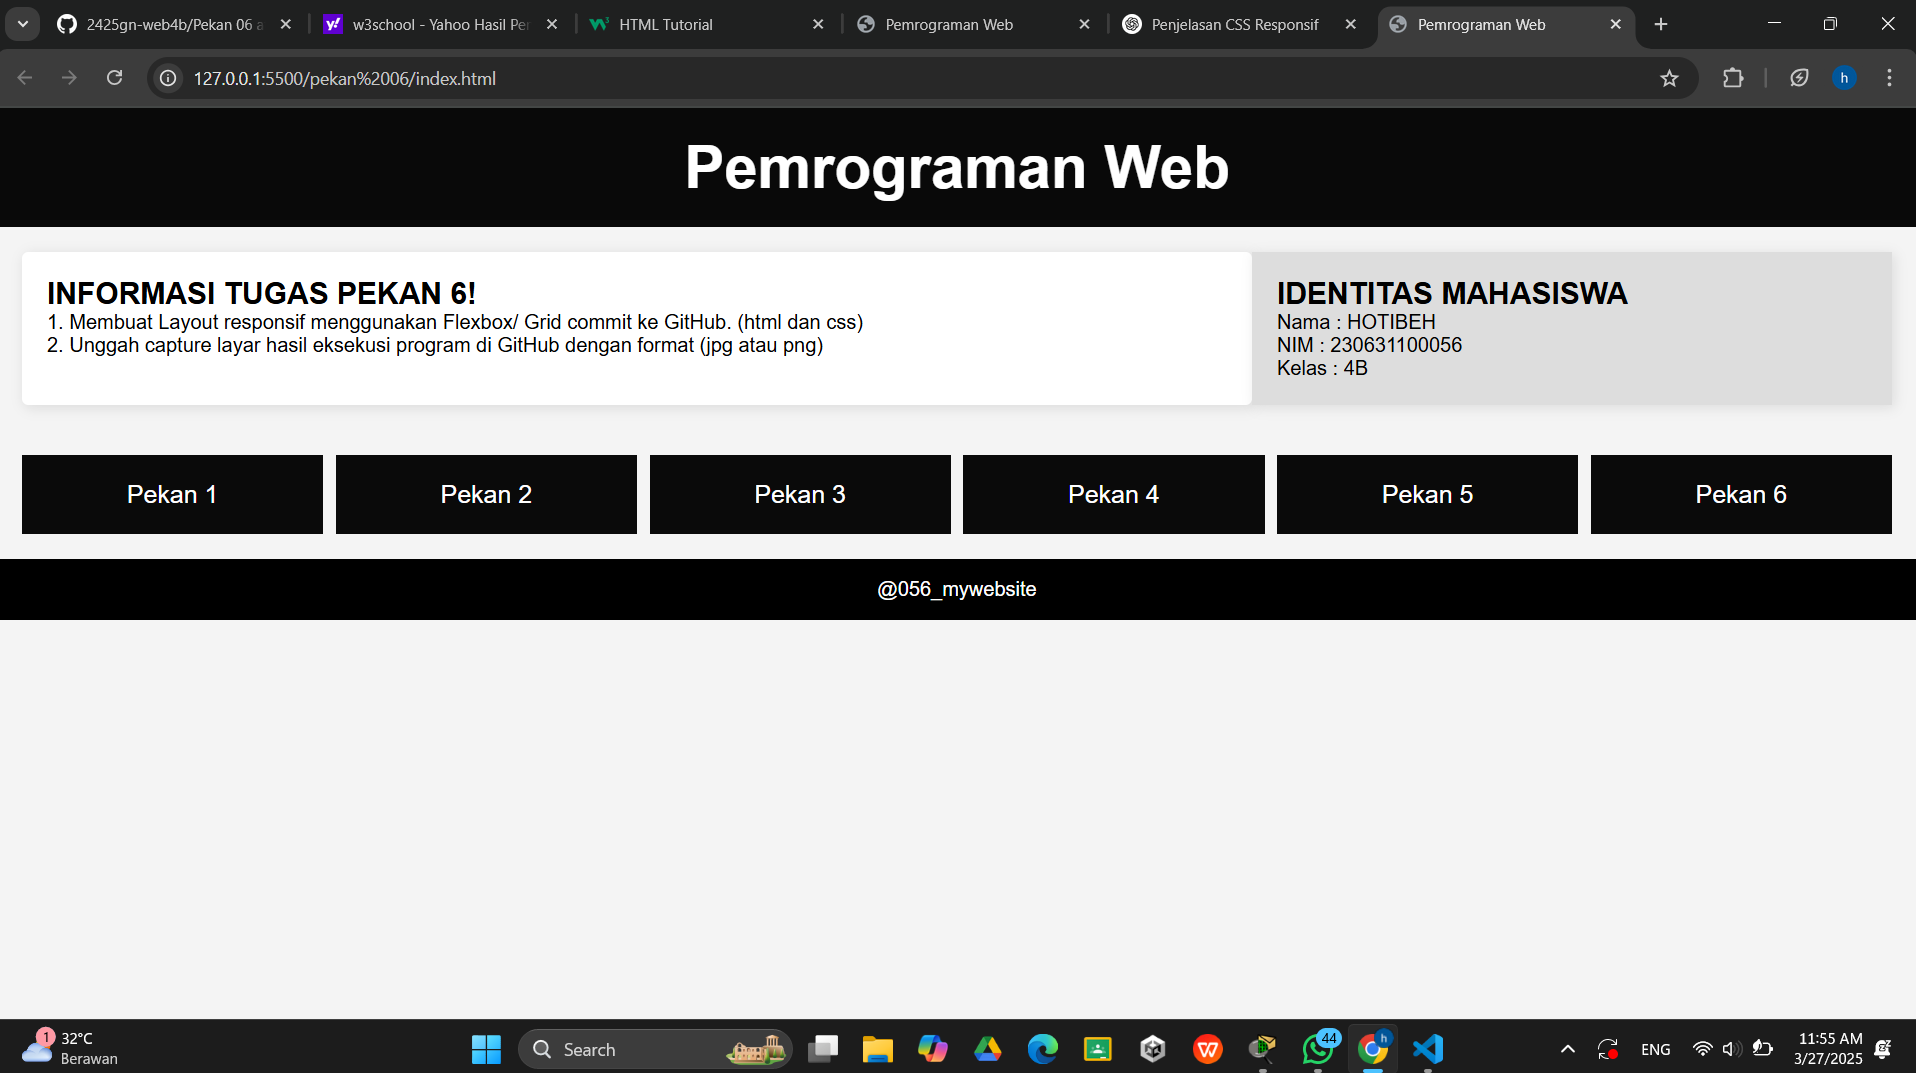 2425gn-web4b/Pekan 06 a
w3school - Yahoo Hasil Per
HTML Tutorial
Pemrograman Web
Penjelasan CSS Responsif
Pemrograman Web
127.0.0.1:5500/pekan%2006/index.html
h
Pemrograman Web
INFORMASI TUGAS PEKAN 6!
1. Membuat Layout responsif menggunakan Flexbox/ Grid commit ke GitHub. (html dan css)
2. Unggah capture layar hasil eksekusi program di GitHub dengan format (jpg atau png)
IDENTITAS MAHASISWA
Nama : HOTIBEH
NIM : 230631100056
Kelas : 4B
Pekan 1
Pekan 2
Pekan 3
Pekan 4
Pekan 5
Pekan 6
@056_mywebsite
1
32°C
Berawan
Search
44
h
ENG
11:55 AM
3/27/2025